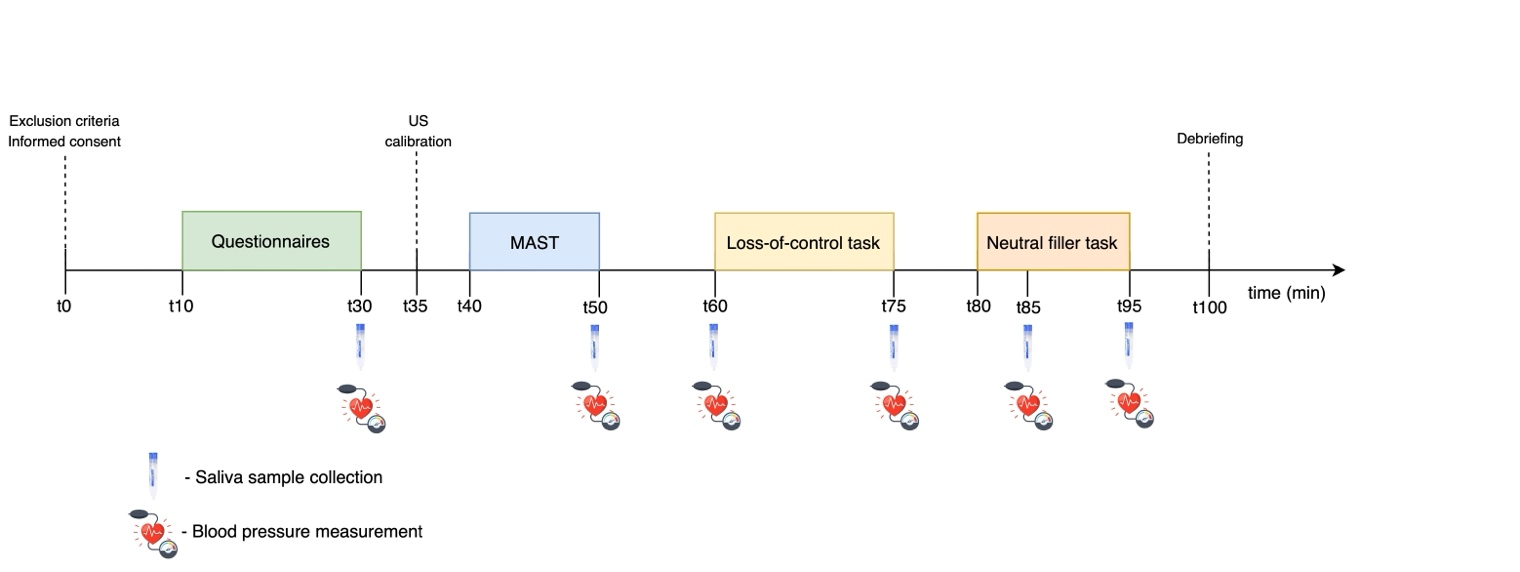 Exclusion criteria
Informed consent
US
calibration
Debriefing
Questionnaires
MAST
Loss-of-control task
Neutral filler task
t0
t10
t30
t35
t40
t50
t60
t75
t80
t85
t95
t100
time (min)
- Saliva sample collection
- Blood pressure measurement